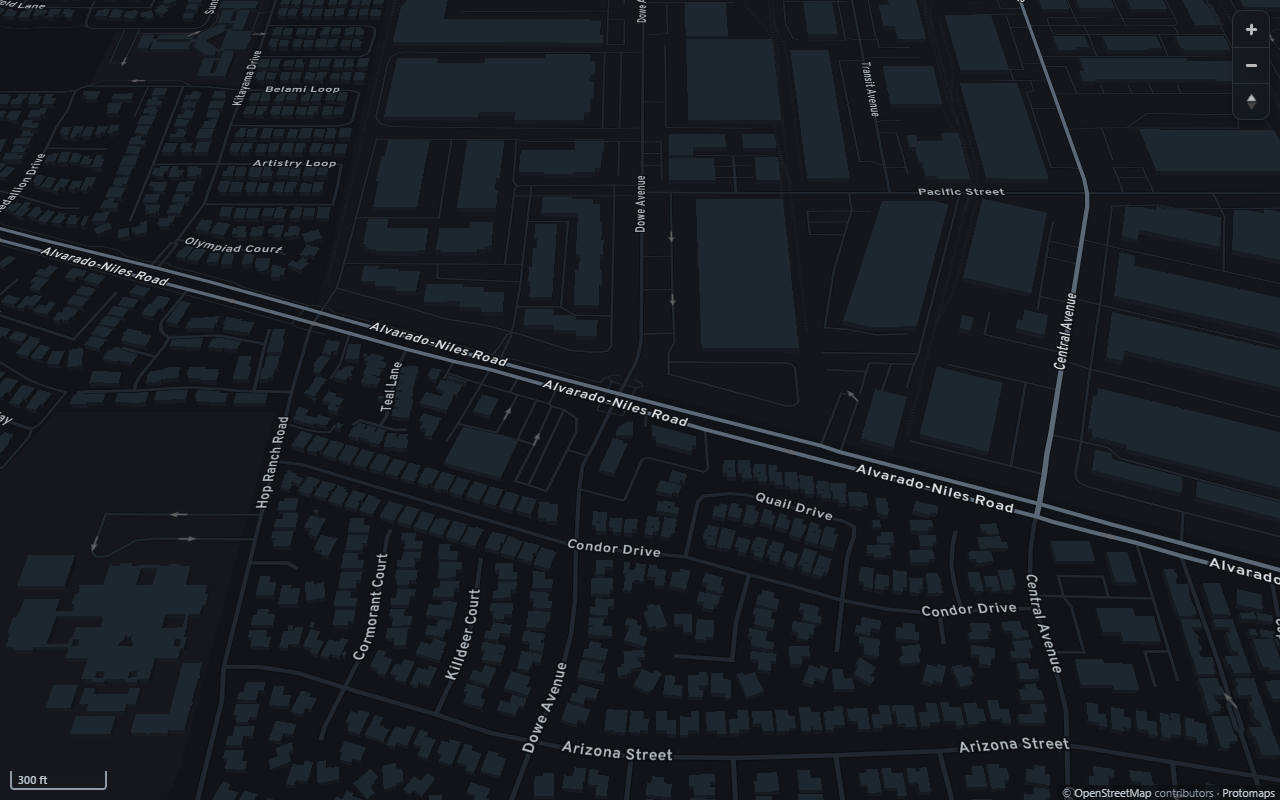 Dowe A
Kitayama Drive
Transit Avenue
Belami Loop
Artistry Loop
Dowe Avenue
Pacific Street
Olympiad Court
Alvarado-Niles Road
Central Avenue
Alvarado-Niles Road
Teal Lane
Alvarado-Niles Road
Hop Ranch Road
Alvarado-Niles Road
Quail Drive
Condor Drive
Alvarado
Cormorant Court
Killdeer Court
Condor Drive
Central Avenue
Dowe Avenue
Arizona Street
Arizona Street
300 ft
© OpenStreetMap contributors · Protomaps